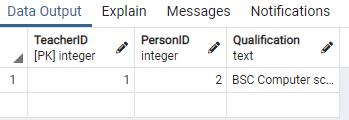 Data Output Explain Messages Notifications
TeacherID PersonID Qualification
[PK] integer integer text
1 1 2 BSC Computer sc...